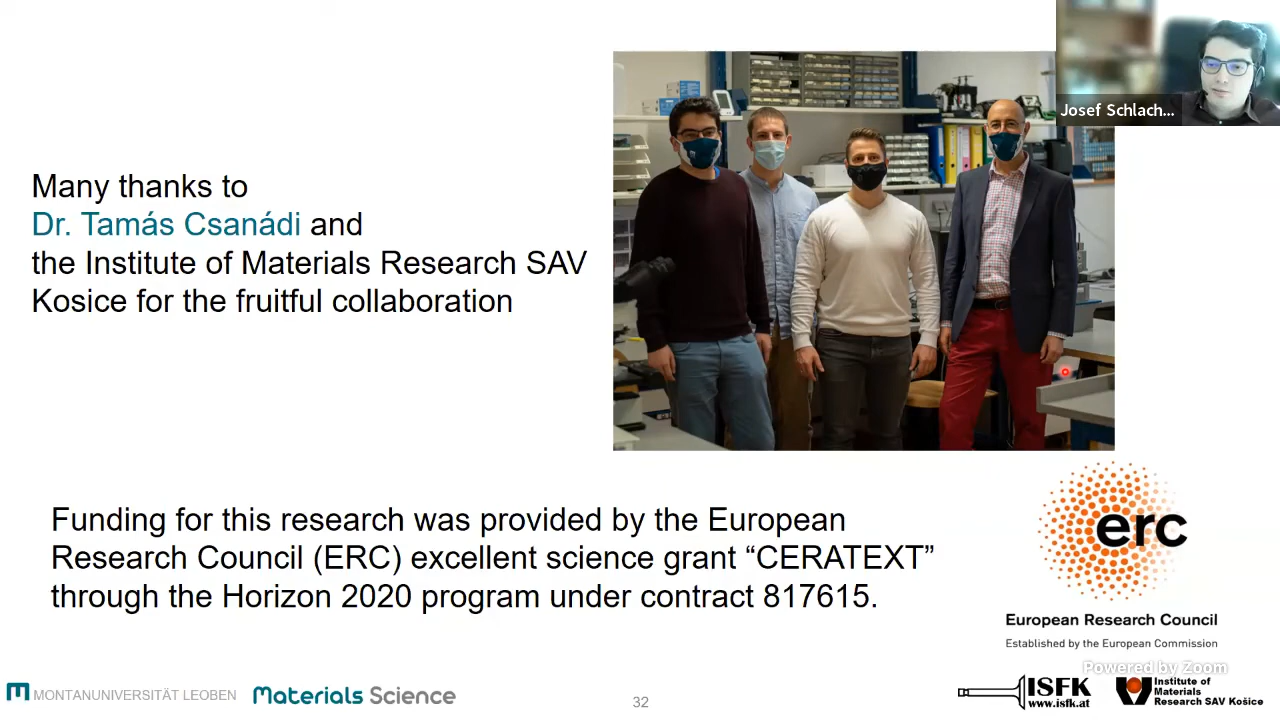 Josef Schlach...
Many thanks to
Dr. Tamás Csanádi and
the Institute of Materials Research SAV
Kosice for the fruitful collaboration
Funding for this research was provided by the European
Research Council (ERC) excellent science grant “CERATEXT”
through the Horizon 2020 program under contract 817615.
erc
European Research Council
Established by the European Commission
Powered by Zoom
MONTANUNIVERSITÄT LEOBEN
Materials Science
32
ISFK
www.isfk.at
Institute of
Materials
Research SAV Košice